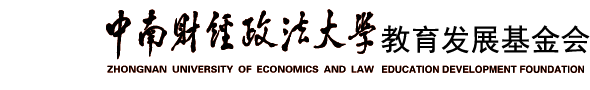 中南财经政法大学教育发展基金会
ZHONGNAN UNIVERSITY OF ECONOMICS AND LAW EDUCATION DEVELOPMENT FOUNDATION